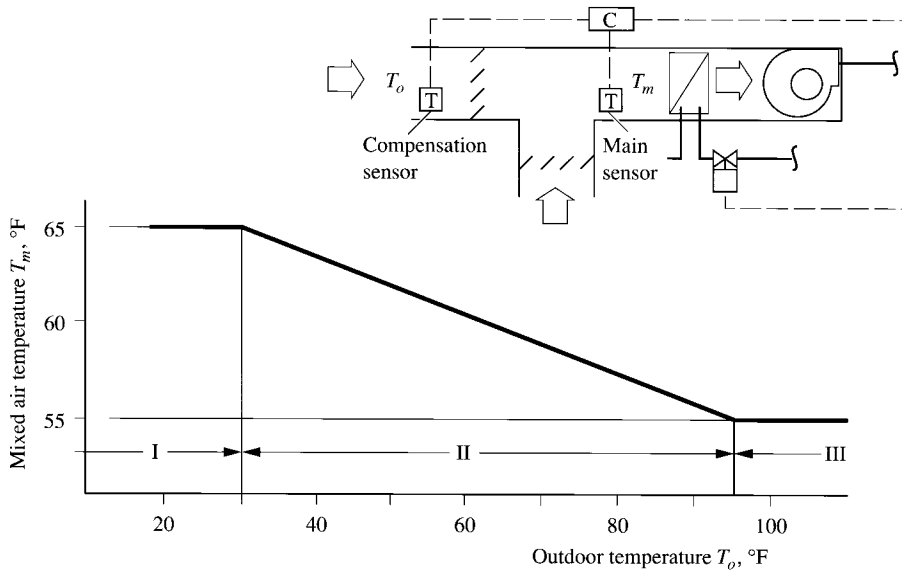 C
T_o
T_m
T
T
Compensation
sensor
Main
sensor
Mixed air temperature T_m, °F
65
60
55
I
II
III
20
40
60
80
100
Outdoor temperature T_o, °F